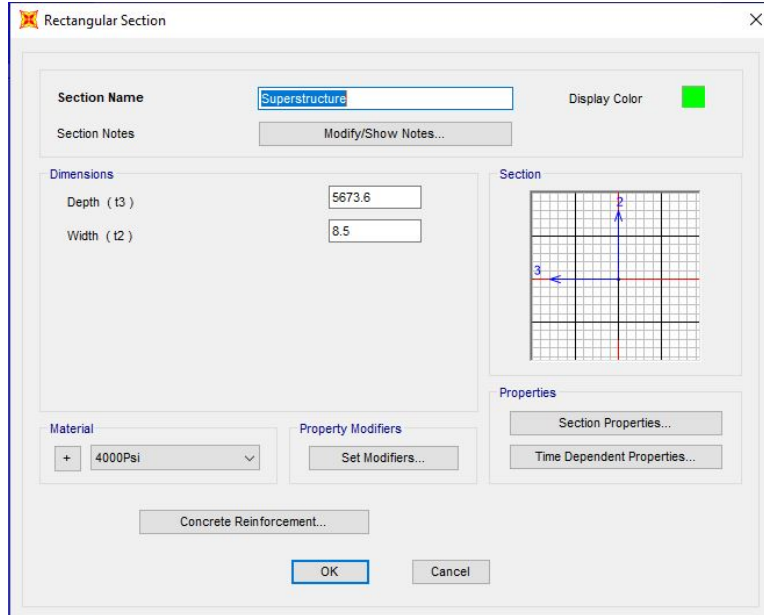 Rectangular Section
Section Name
Superstructure
Display Color
Section Notes
Modify/Show Notes...
Dimensions
Depth ( t3 )
5673.6
Width ( t2 )
8.5
Section
2
3
Properties
Section Properties...
Time Dependent Properties...
Material
+
4000Psi
Property Modifiers
Set Modifiers...
Concrete Reinforcement...
OK
Cancel